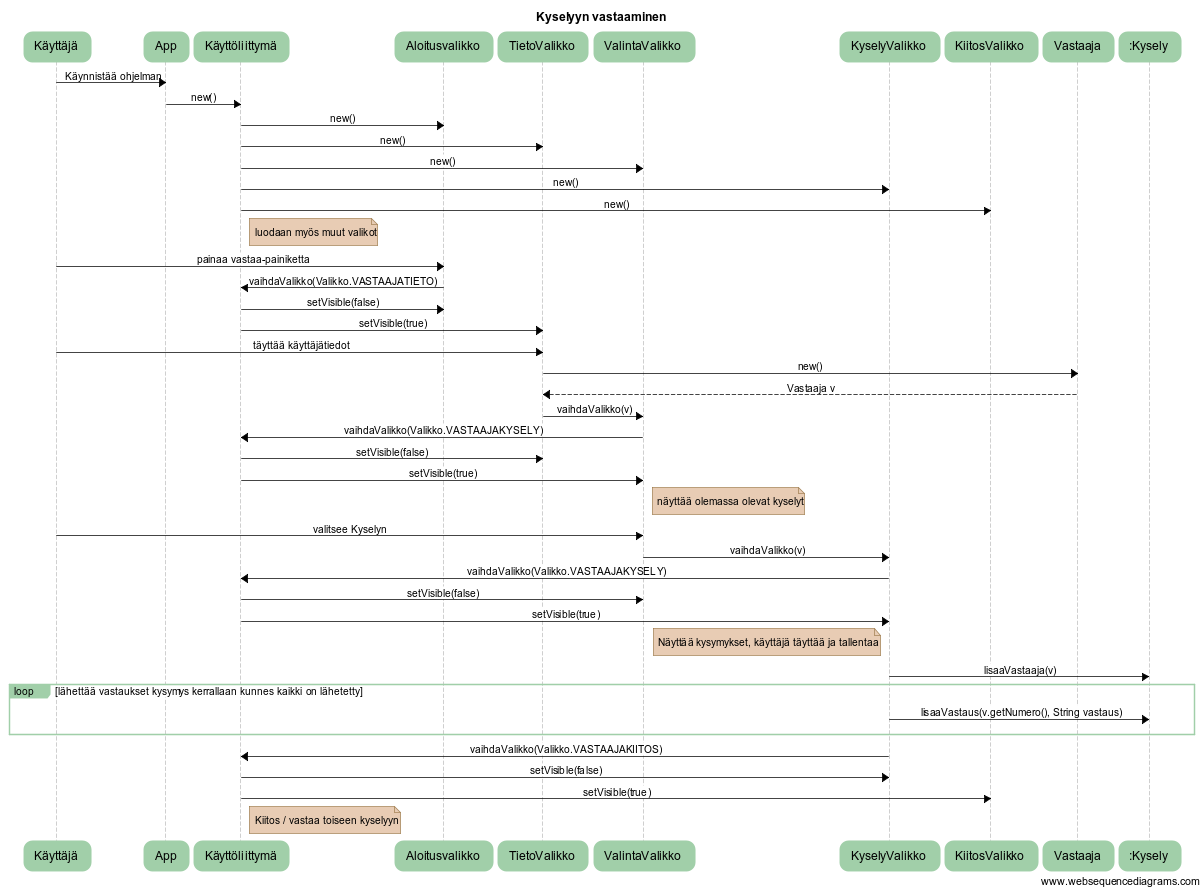 Kyselyyn vastaaminen
Käyttäjä App Käyttöliittymä Aloitusvalikko TietoValikko ValintaValikko KyselyValikko KiitosValikko Vastaaja :Kysely
Käynnistää ohjelman
new()
new()
new()
new()
new()
new()
luodaan myös muut valikot
painaa vastaa-painiketta
vaihdaValikko(Valikko.VASTAAJATIETO)
setVisible(false)
setVisible(true)
täyttää käyttäjätiedot
new()
Vastaaja v
vaihdaValikko(v)
vaihdaValikko(Valikko.VASTAAJAKYSELY)
setVisible(false)
setVisible(true)
näyttää olemassa olevat kyselyt
valitsee Kyselyn
vaihdaValikko(v)
vaihdaValikko(Valikko.VASTAAJAKYSELY)
setVisible(false)
setVisible(true)
Näyttää kysymykset, käyttäjä täyttää ja tallentaa
lisaaVastaaja(v)
loop [lähettää vastaukset kysymys kerrallaan kunnes kaikki on lähetetty]
lisaaVastaus(v.getNumero(), String vastaus)
vaihdaValikko(Valikko.VASTAAJAKIITOS)
setVisible(false)
setVisible(true)
Kiitos / vastaa toiseen kyselyyn
Käyttäjä App Käyttöliittymä Aloitusvalikko TietoValikko ValintaValikko KyselyValikko KiitosValikko Vastaaja :Kysely
www.websequencediagrams.com